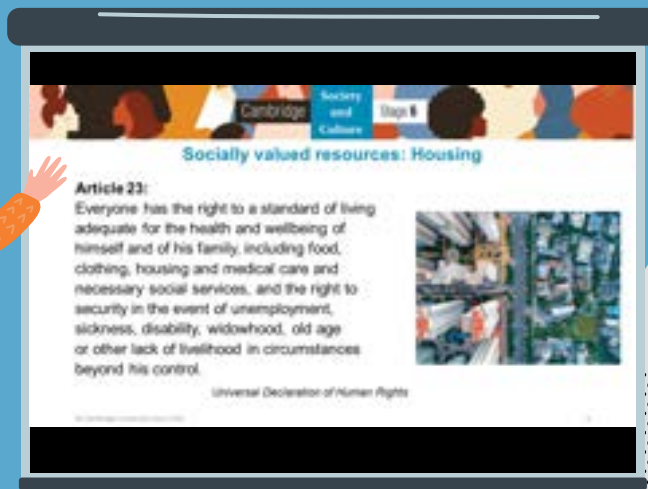 Cambridge
Society
and
Culture
Stage 6
Socially valued resources: Housing
Article 23:
Everyone has the right to a standard of living
adequate for the health and wellbeing of
himself and of his family, including food,
clothing, housing and medical care and
necessary social services, and the right to
security in the event of unemployment,
sickness, disability, widowhood, old age
or other lack of livelihood in circumstances
beyond his control.
Universal Declaration of Human Rights